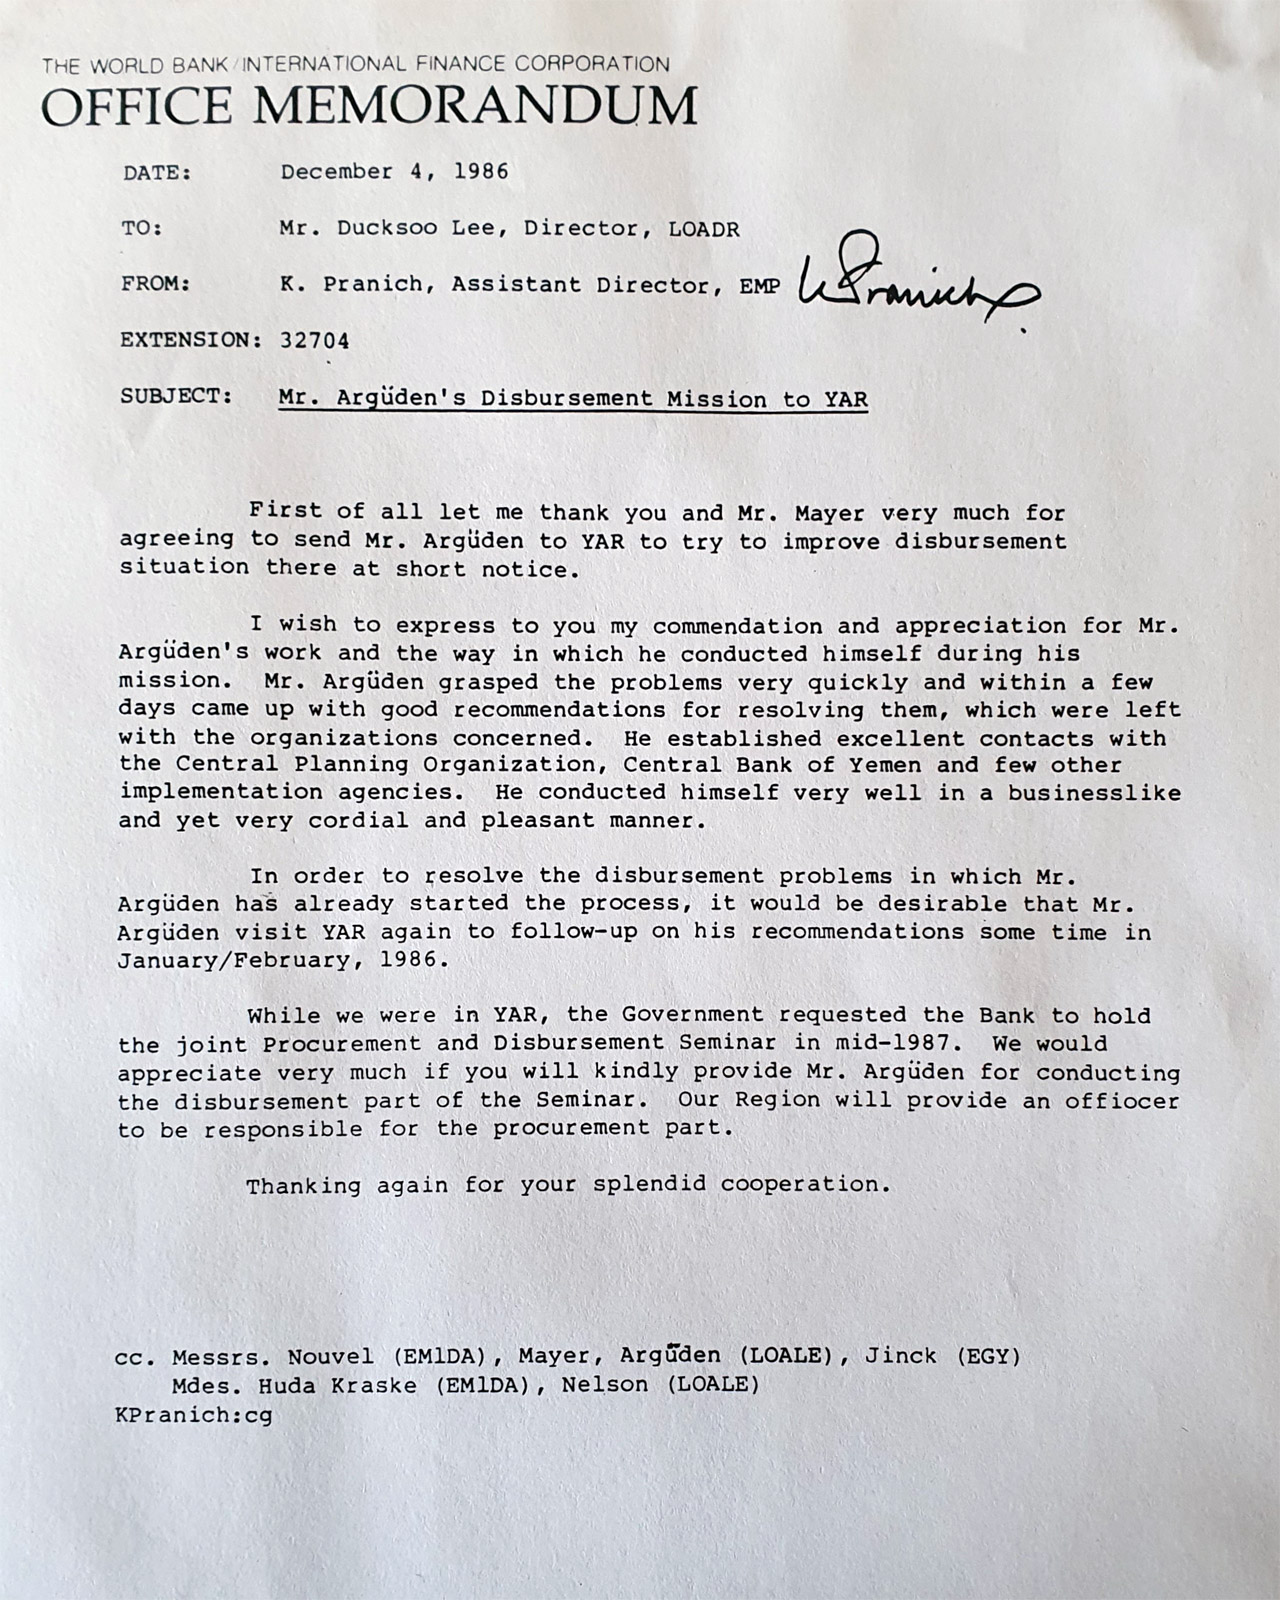 THE WORLD BANK/INTERNATIONAL FINANCE CORPORATION
OFFICE MEMORANDUM
DATE: December 4, 1986
TO: Mr. Ducksoo Lee, Director, LOADR
FROM: K. Pranich, Assistant Director, EMP K Pranich
EXTENSION: 32704
SUBJECT: Mr. Argüden's Disbursement Mission to YAR
First of all let me thank you and Mr. Mayer very much for
agreeing to send Mr. Argüden to YAR to try to improve disbursement
situation there at short notice.
I wish to express to you my commendation and appreciation for Mr.
Argüden's work and the way in which he conducted himself during his
mission. Mr. Argüden grasped the problems very quickly and within a few
days came up with good recommendations for resolving them, which were left
with the organizations concerned. He established excellent contacts with
the Central Planning Organization, Central Bank of Yemen and few other
implementation agencies. He conducted himself very well in a businesslike
and yet very cordial and pleasant manner.
In order to resolve the disbursement problems in which Mr.
Argüden has already started the process, it would be desirable that Mr.
Argüden visit YAR again to follow-up on his recommendations some time in
January/February, 1986.
While we were in YAR, the Government requested the Bank to hold
the joint Procurement and Disbursement Seminar in mid-1987. We would
appreciate very much if you will kindly provide Mr. Argüden for conducting
the disbursement part of the Seminar. Our Region will provide an offiocer
to be responsible for the procurement part.
Thanking again for your splendid cooperation.
cc. Messrs. Nouvel (EM1DA), Mayer, Argüden (LOALE), Jinck (EGY)
Mdes. Huda Kraske (EM1DA), Nelson (LOALE)
KPranich:cg